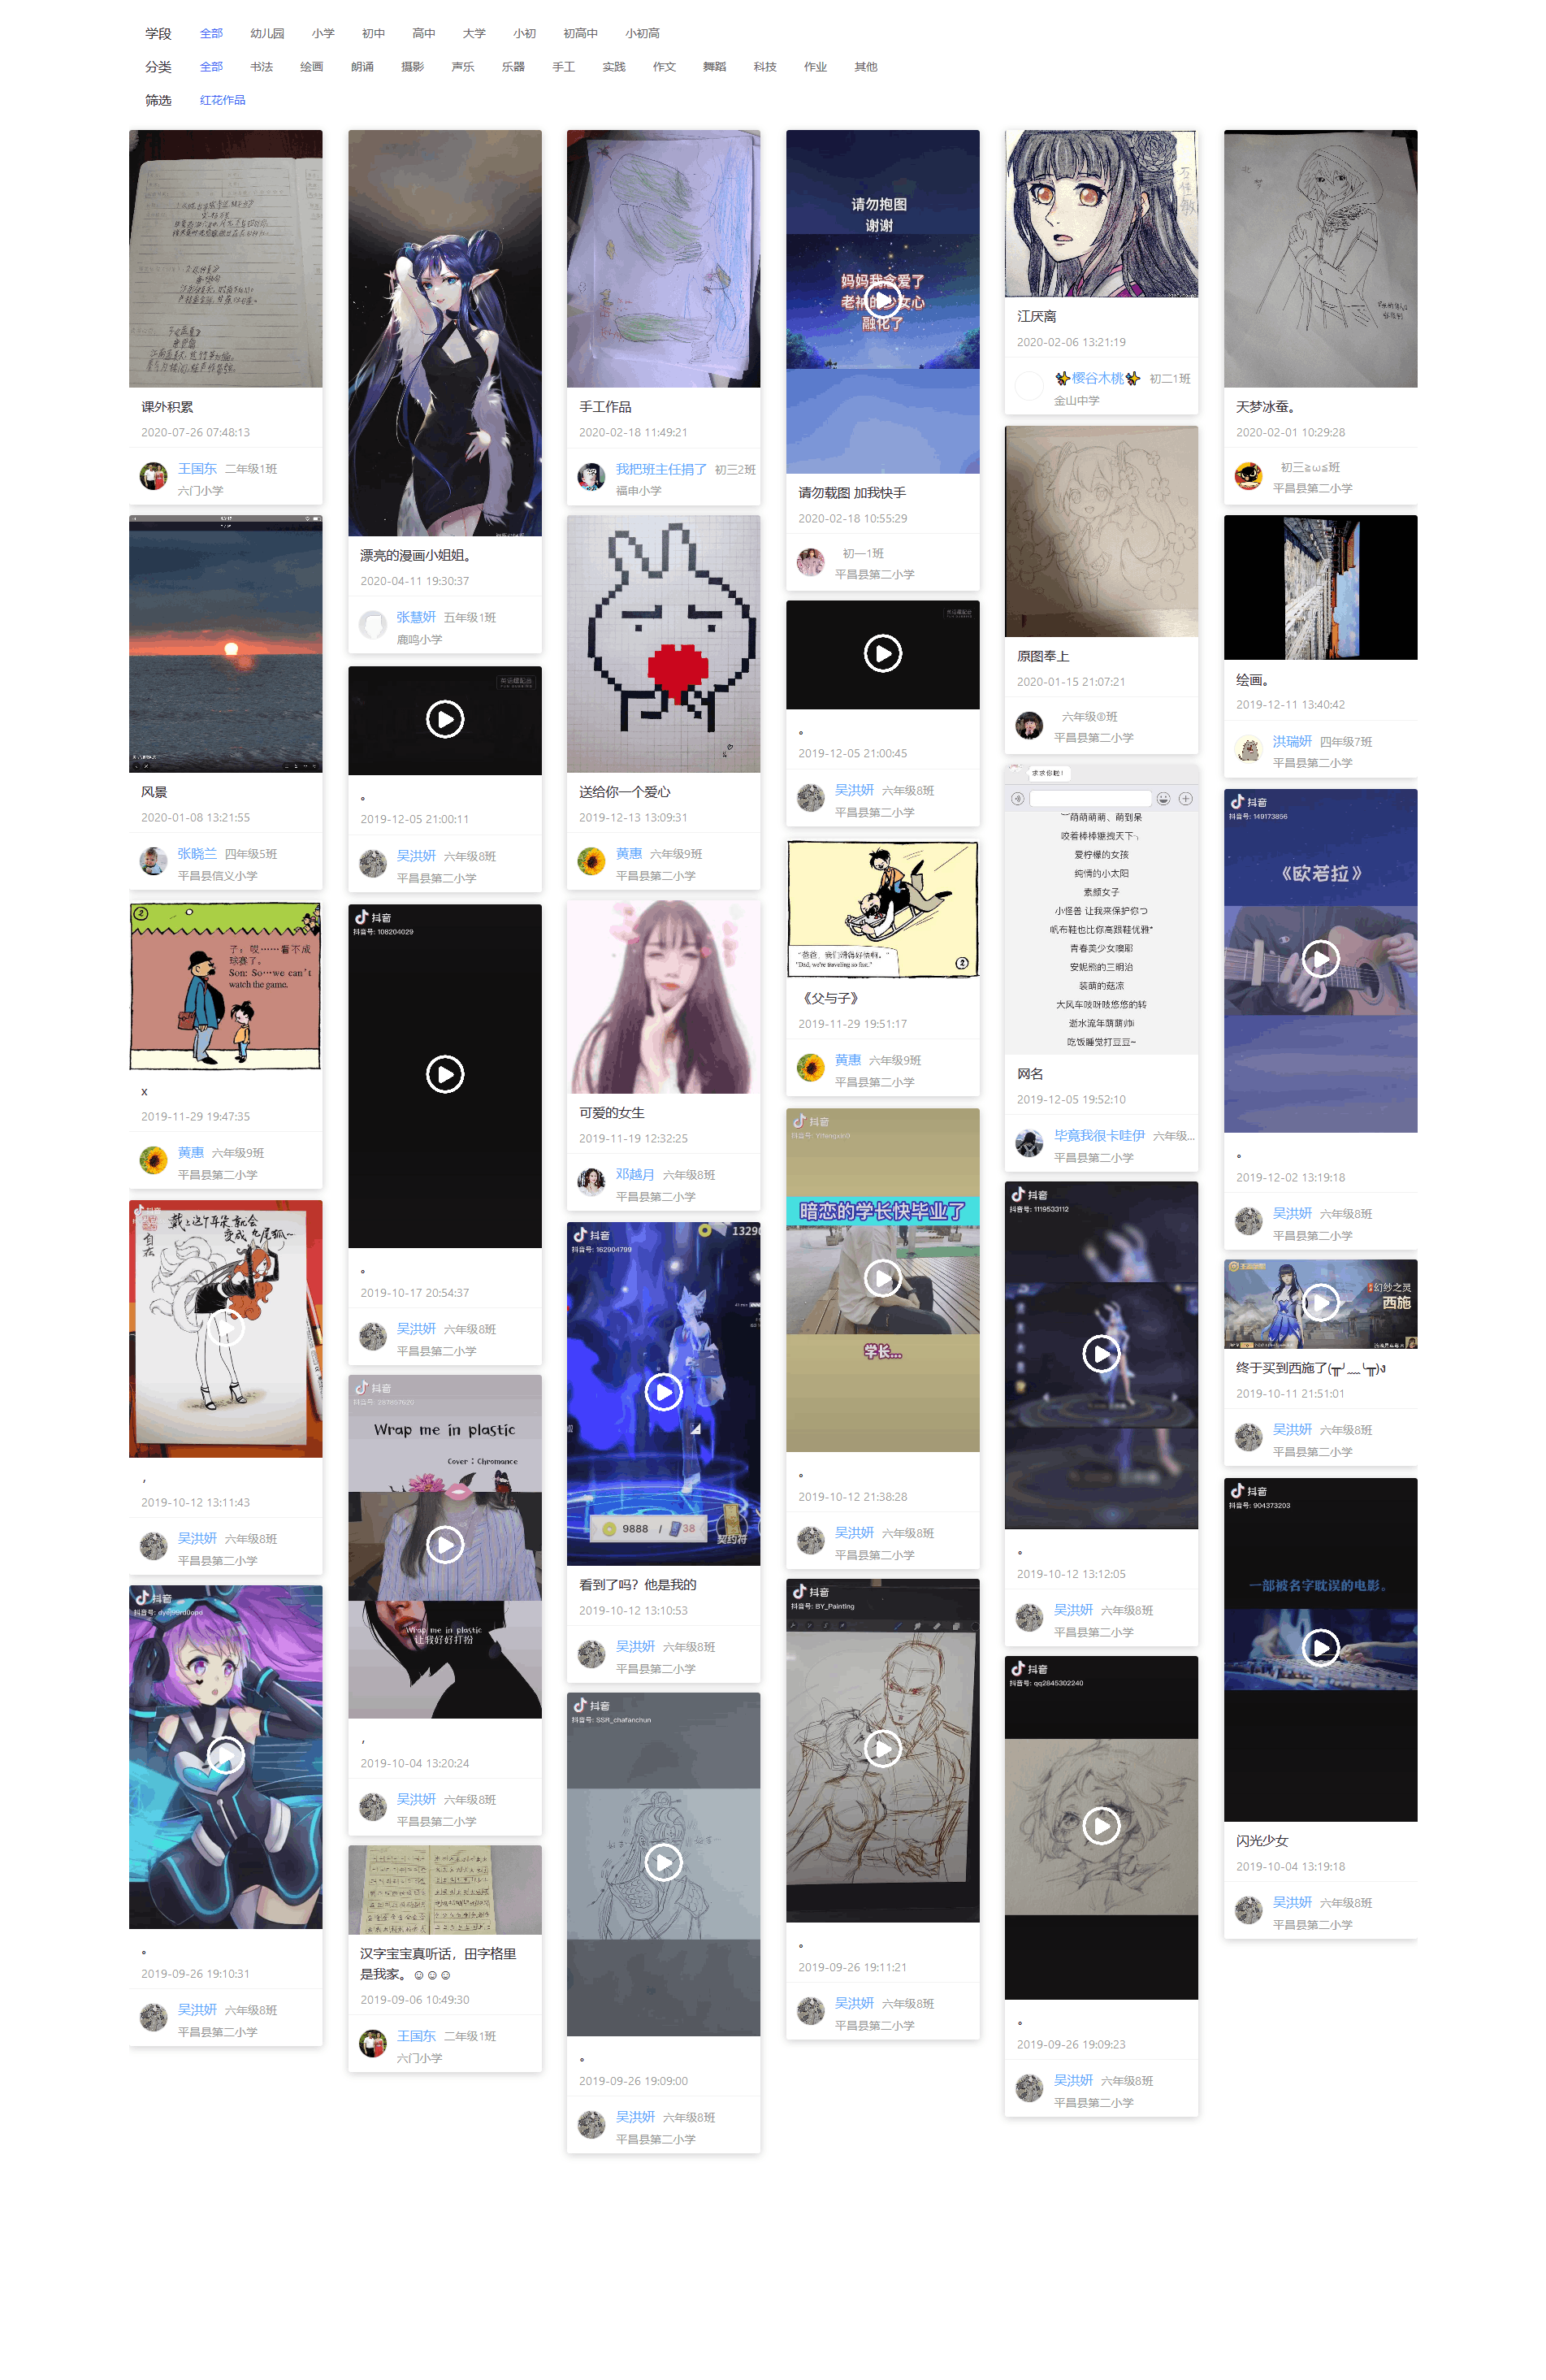 学段 全部 幼儿园 小学 初中 高中 大学 小初 初高中 小初高
分类 全部 书法 绘画 朗诵 摄影 声乐 乐器 手工 实践 作文 舞蹈 科技 作业 其他
筛选 红花作品
课外积累
2020-07-26 07:48:13
王国东 二年级1班
六门小学
风景
2020-01-08 13:21:55
张晓兰 四年级5班
平昌县信义小学
子：哎……看不成
球赛了。
Son: So…we can't
watch the game.
x
2019-11-29 19:47:35
黄惠 六年级9班
平昌县第二小学
戴上这个耳朵就会
变成九尾狐~
自在
,
2019-10-12 13:11:43
吴洪妍 六年级8班
平昌县第二小学
抖音
。
2019-09-26 19:10:31
吴洪妍 六年级8班
平昌县第二小学
漂亮的漫画小姐姐。
2020-04-11 19:30:37
张慧妍 五年级1班
鹿鸣小学
。
2019-12-05 21:00:11
吴洪妍 六年级8班
平昌县第二小学
抖音
抖音号: 108204029
。
2019-10-17 20:54:37
吴洪妍 六年级8班
平昌县第二小学
抖音
Wrap me in plastic
Cover：Chromance
Wrap me in plastic
让我好好打扮
,
2019-10-04 13:20:24
吴洪妍 六年级8班
平昌县第二小学
汉字宝宝真听话，田字格里
是我家。☺☺☺
2019-09-06 10:49:30
王国东 二年级1班
六门小学
手工作品
2020-02-18 11:49:21
我把班主任捐了 初三2班
福申小学
送给你一个爱心
2019-12-13 13:09:31
黄惠 六年级9班
平昌县第二小学
可爱的女生
2019-11-19 12:32:25
邓越月 六年级8班
平昌县第二小学
抖音
抖音号: 162904799
13290
9888 / 38
契约符
看到了吗？他是我的
2019-10-12 13:10:53
吴洪妍 六年级8班
平昌县第二小学
抖音
抖音号: SSR_chafanchun
。
2019-09-26 19:09:00
吴洪妍 六年级8班
平昌县第二小学
请勿抱图
谢谢
妈妈我恋爱了
老衲的少女心
融化了
请勿载图 加我快手
2020-02-18 10:55:29
初一1班
平昌县第二小学
。
2019-12-05 21:00:45
吴洪妍 六年级8班
平昌县第二小学
"爸爸，我们滑得好快啊。"
"Dad, we're traveling so fast."
《父与子》
2019-11-29 19:51:17
黄惠 六年级9班
平昌县第二小学
抖音
暗恋的学长快毕业了
学长...
。
2019-10-12 21:38:28
吴洪妍 六年级8班
平昌县第二小学
抖音
抖音号: BY_Painting
。
2019-09-26 19:11:21
吴洪妍 六年级8班
平昌县第二小学
江厌离
2020-02-06 13:21:19
✨樱谷木桃✨ 初二1班
金山中学
原图奉上
2020-01-15 21:07:21
六年级⑧班
平昌县第二小学
求求你啦！
萌萌萌萌、萌到呆
咬着棒棒狠拽天下
爱柠檬的女孩
纯情的小太阳
素颜女子
小怪兽 让我来保护你つ
帆布鞋也比你高跟鞋优雅*
青春美少女噢耶
安妮熊的三明治
装萌的菇凉
大风车吱呀吱悠悠的转
逝水流年萌萌帅i
吃饭睡觉打豆豆~
网名
2019-12-05 19:52:10
毕竟我很卡哇伊 六年级...
平昌县第二小学
抖音
抖音号: 1119533112
。
2019-10-12 13:12:05
吴洪妍 六年级8班
平昌县第二小学
抖音
抖音号: qq2845302240
。
2019-09-26 19:09:23
吴洪妍 六年级8班
平昌县第二小学
天梦冰蚕。
2020-02-01 10:29:28
初三≧ω≦班
平昌县第二小学
绘画。
2019-12-11 13:40:42
洪瑞妍 四年级7班
平昌县第二小学
抖音
抖音号: 149173856
《欧若拉》
。
2019-12-02 13:19:18
吴洪妍 六年级8班
平昌县第二小学
幻纱之灵
西施
终于买到西施了(╥╯﹏╰╥)ง
2019-10-11 21:51:01
吴洪妍 六年级8班
平昌县第二小学
抖音
抖音号: 904373203
一部被名字耽误的电影。
闪光少女
2019-10-04 13:19:18
吴洪妍 六年级8班
平昌县第二小学